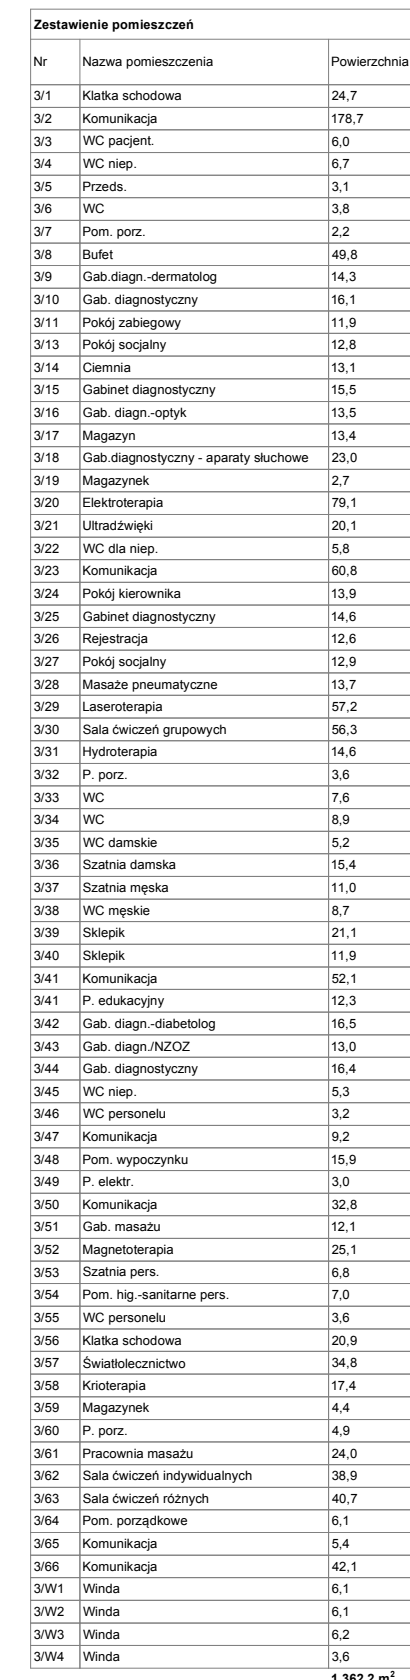 Zestawienie pomieszczeń
Nr Nazwa pomieszczenia Powierzchnia
3/1 Klatka schodowa 24,7
3/2 Komunikacja 178,7
3/3 WC pacjent. 6,0
3/4 WC niep. 6,7
3/5 Przeds. 3,1
3/6 WC 3,8
3/7 Pom. porz. 2,2
3/8 Bufet 49,8
3/9 Gab.diagn.-dermatolog 14,3
3/10 Gab. diagnostyczny 16,1
3/11 Pokój zabiegowy 11,9
3/13 Pokój socjalny 12,8
3/14 Ciemnia 13,1
3/15 Gabinet diagnostyczny 15,5
3/16 Gab. diagn.-optyk 13,5
3/17 Magazyn 13,4
3/18 Gab.diagnostyczny - aparaty słuchowe 23,0
3/19 Magazynek 2,7
3/20 Elektroterapia 79,1
3/21 Ultradźwięki 20,1
3/22 WC dla niep. 5,8
3/23 Komunikacja 60,8
3/24 Pokój kierownika 13,9
3/25 Gabinet diagnostyczny 14,6
3/26 Rejestracja 12,6
3/27 Pokój socjalny 12,9
3/28 Masaże pneumatyczne 13,7
3/29 Laseroterapia 57,2
3/30 Sala ćwiczeń grupowych 56,3
3/31 Hydroterapia 14,6
3/32 P. porz. 3,6
3/33 WC 7,6
3/34 WC 8,9
3/35 WC damskie 5,2
3/36 Szatnia damska 15,4
3/37 Szatnia męska 11,0
3/38 WC męskie 8,7
3/39 Sklepik 21,1
3/40 Sklepik 11,9
3/41 Komunikacja 52,1
3/41 P. edukacyjny 12,3
3/42 Gab. diagn.-diabetolog 16,5
3/43 Gab. diagn./NZOZ 13,0
3/44 Gab. diagnostyczny 16,4
3/45 WC niep. 5,3
3/46 WC personelu 3,2
3/47 Komunikacja 9,2
3/48 Pom. wypoczynku 15,9
3/49 P. elektr. 3,0
3/50 Komunikacja 32,8
3/51 Gab. masażu 12,1
3/52 Magnetoterapia 25,1
3/53 Szatnia pers. 6,8
3/54 Pom. hig.-sanitarne pers. 7,0
3/55 WC personelu 3,6
3/56 Klatka schodowa 20,9
3/57 Światłolecznictwo 34,8
3/58 Krioterapia 17,4
3/59 Magazynek 4,4
3/60 P. porz. 4,9
3/61 Pracownia masażu 24,0
3/62 Sala ćwiczeń indywidualnych 38,9
3/63 Sala ćwiczeń różnych 40,7
3/64 Pom. porządkowe 6,1
3/65 Komunikacja 5,4
3/66 Komunikacja 42,1
3/W1 Winda 6,1
3/W2 Winda 6,1
3/W3 Winda 6,2
3/W4 Winda 3,6
1 362,2 m²